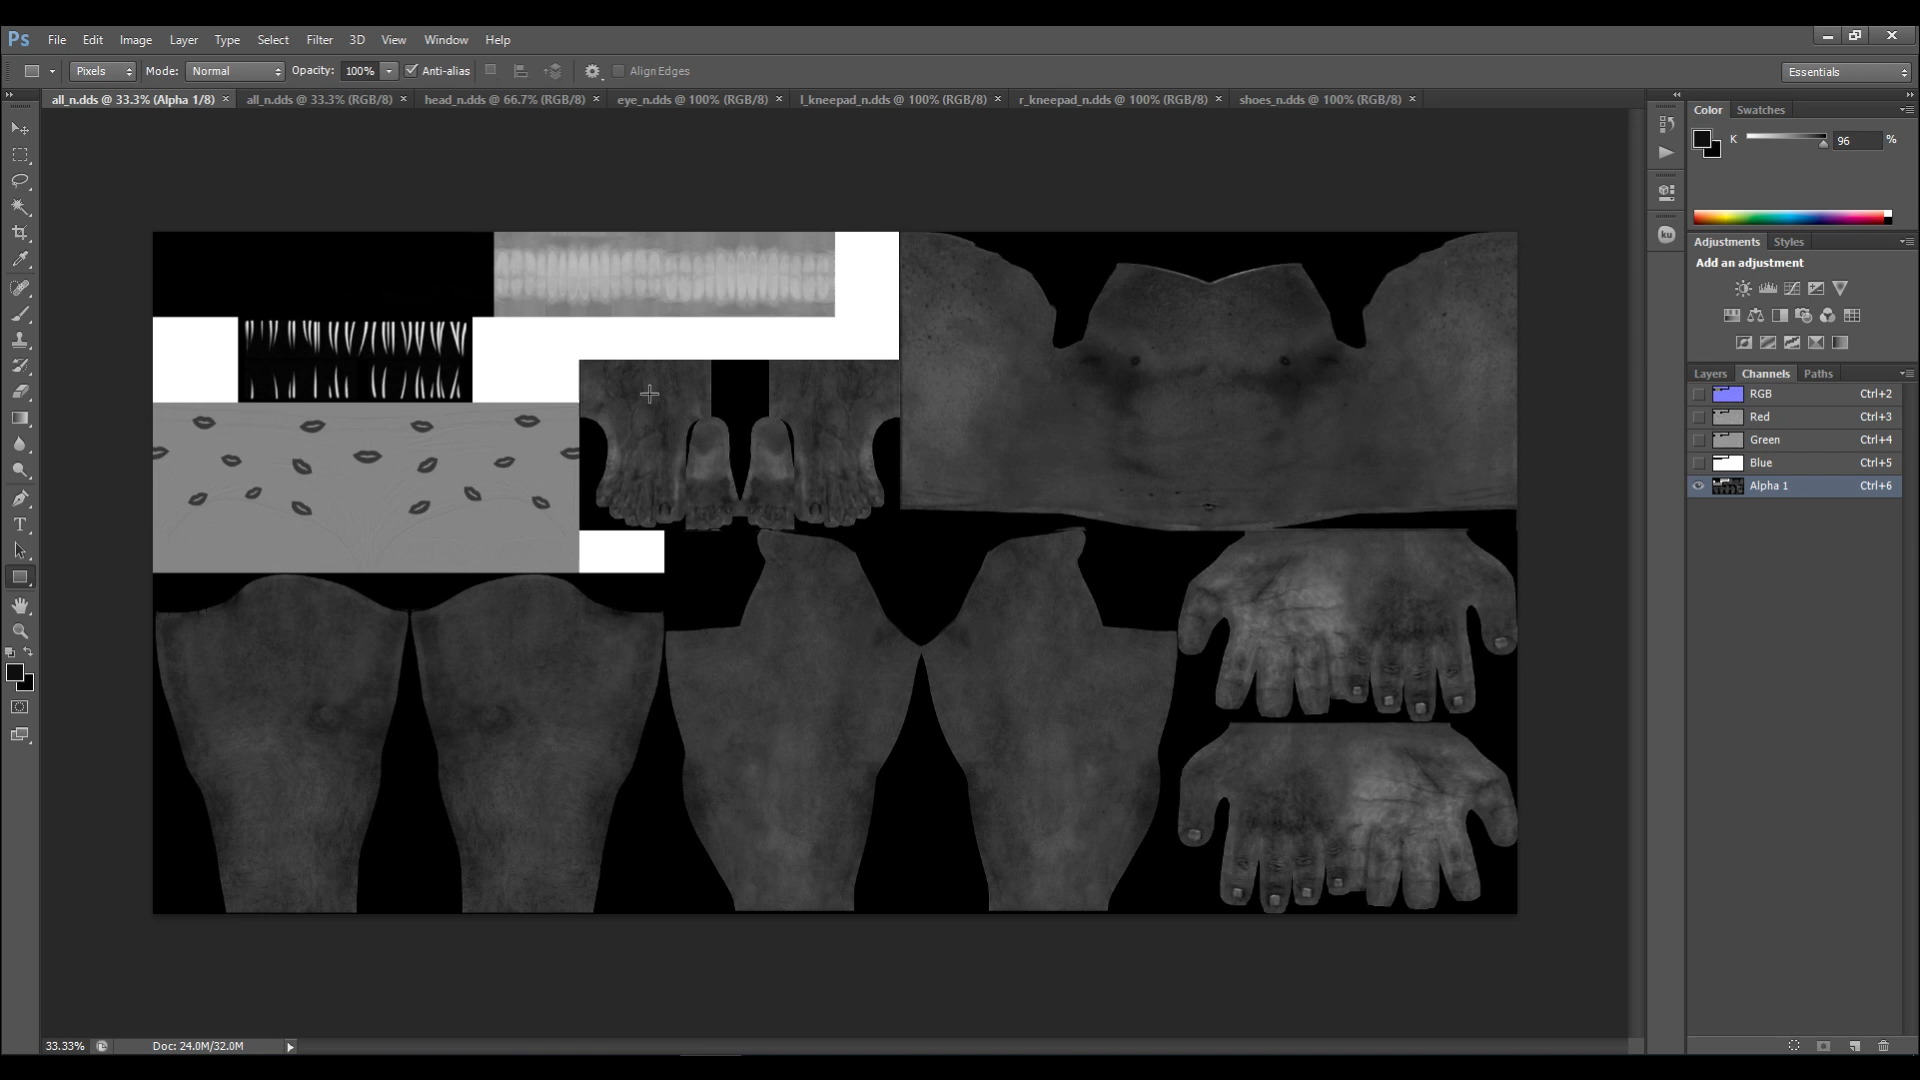 Ps File Edit Image Layer Type Select Filter 3D View Window Help
Pixels Mode: Normal Opacity: 100% Anti-alias Align Edges Essentials
all_n.dds @ 33.3% (Alpha 1/8) × all_n.dds @ 33.3% (RGB/8) × head_n.dds @ 66.7% (RGB/8) × eye_n.dds @ 100% (RGB/8) × l_kneepad_n.dds @ 100% (RGB/8) × r_kneepad_n.dds @ 100% (RGB/8) × shoes_n.dds @ 100% (RGB/8) ×
Color Swatches
K 96 %
ku
Adjustments Styles
Add an adjustment
Layers Channels Paths
RGB Ctrl+2
Red Ctrl+3
Green Ctrl+4
Blue Ctrl+5
Alpha 1 Ctrl+6
T
33.33% Doc: 24.0M/32.0M